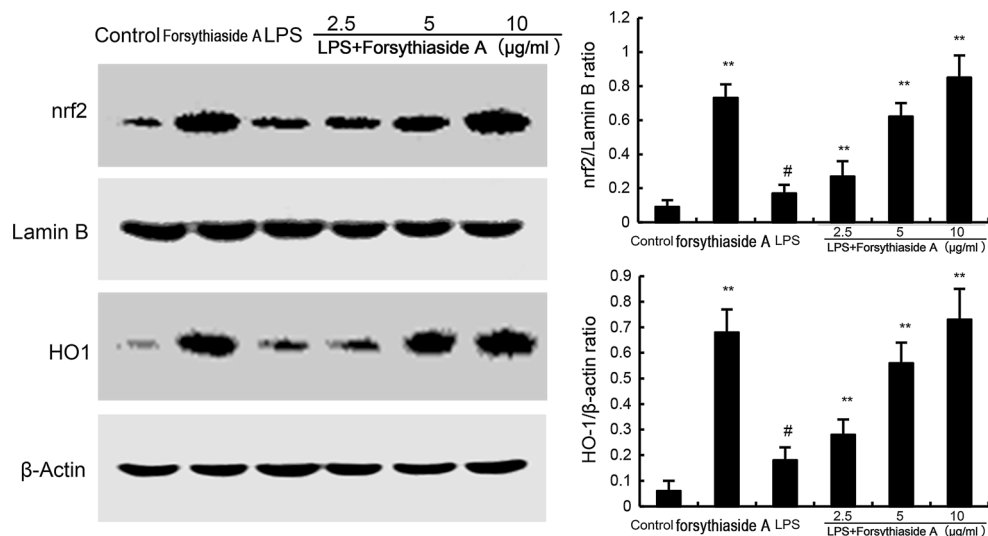 Control Forsythiaside A LPS 2.5 5 10
LPS+Forsythiaside A (μg/ml)
nrf2
Lamin B
HO1
β-Actin
nrf2/Lamin B ratio
1.2
1
0.8
0.6
0.4
0.2
0
**
#
**
**
**
Control forsythiaside A LPS 2.5 5 10
LPS+Forsythiaside A (μg/ml)
HO-1/β-actin ratio
0.9
0.8
0.7
0.6
0.5
0.4
0.3
0.2
0.1
0
**
#
**
**
**
Control forsythiaside A LPS 2.5 5 10
LPS+Forsythiaside A (μg/ml)